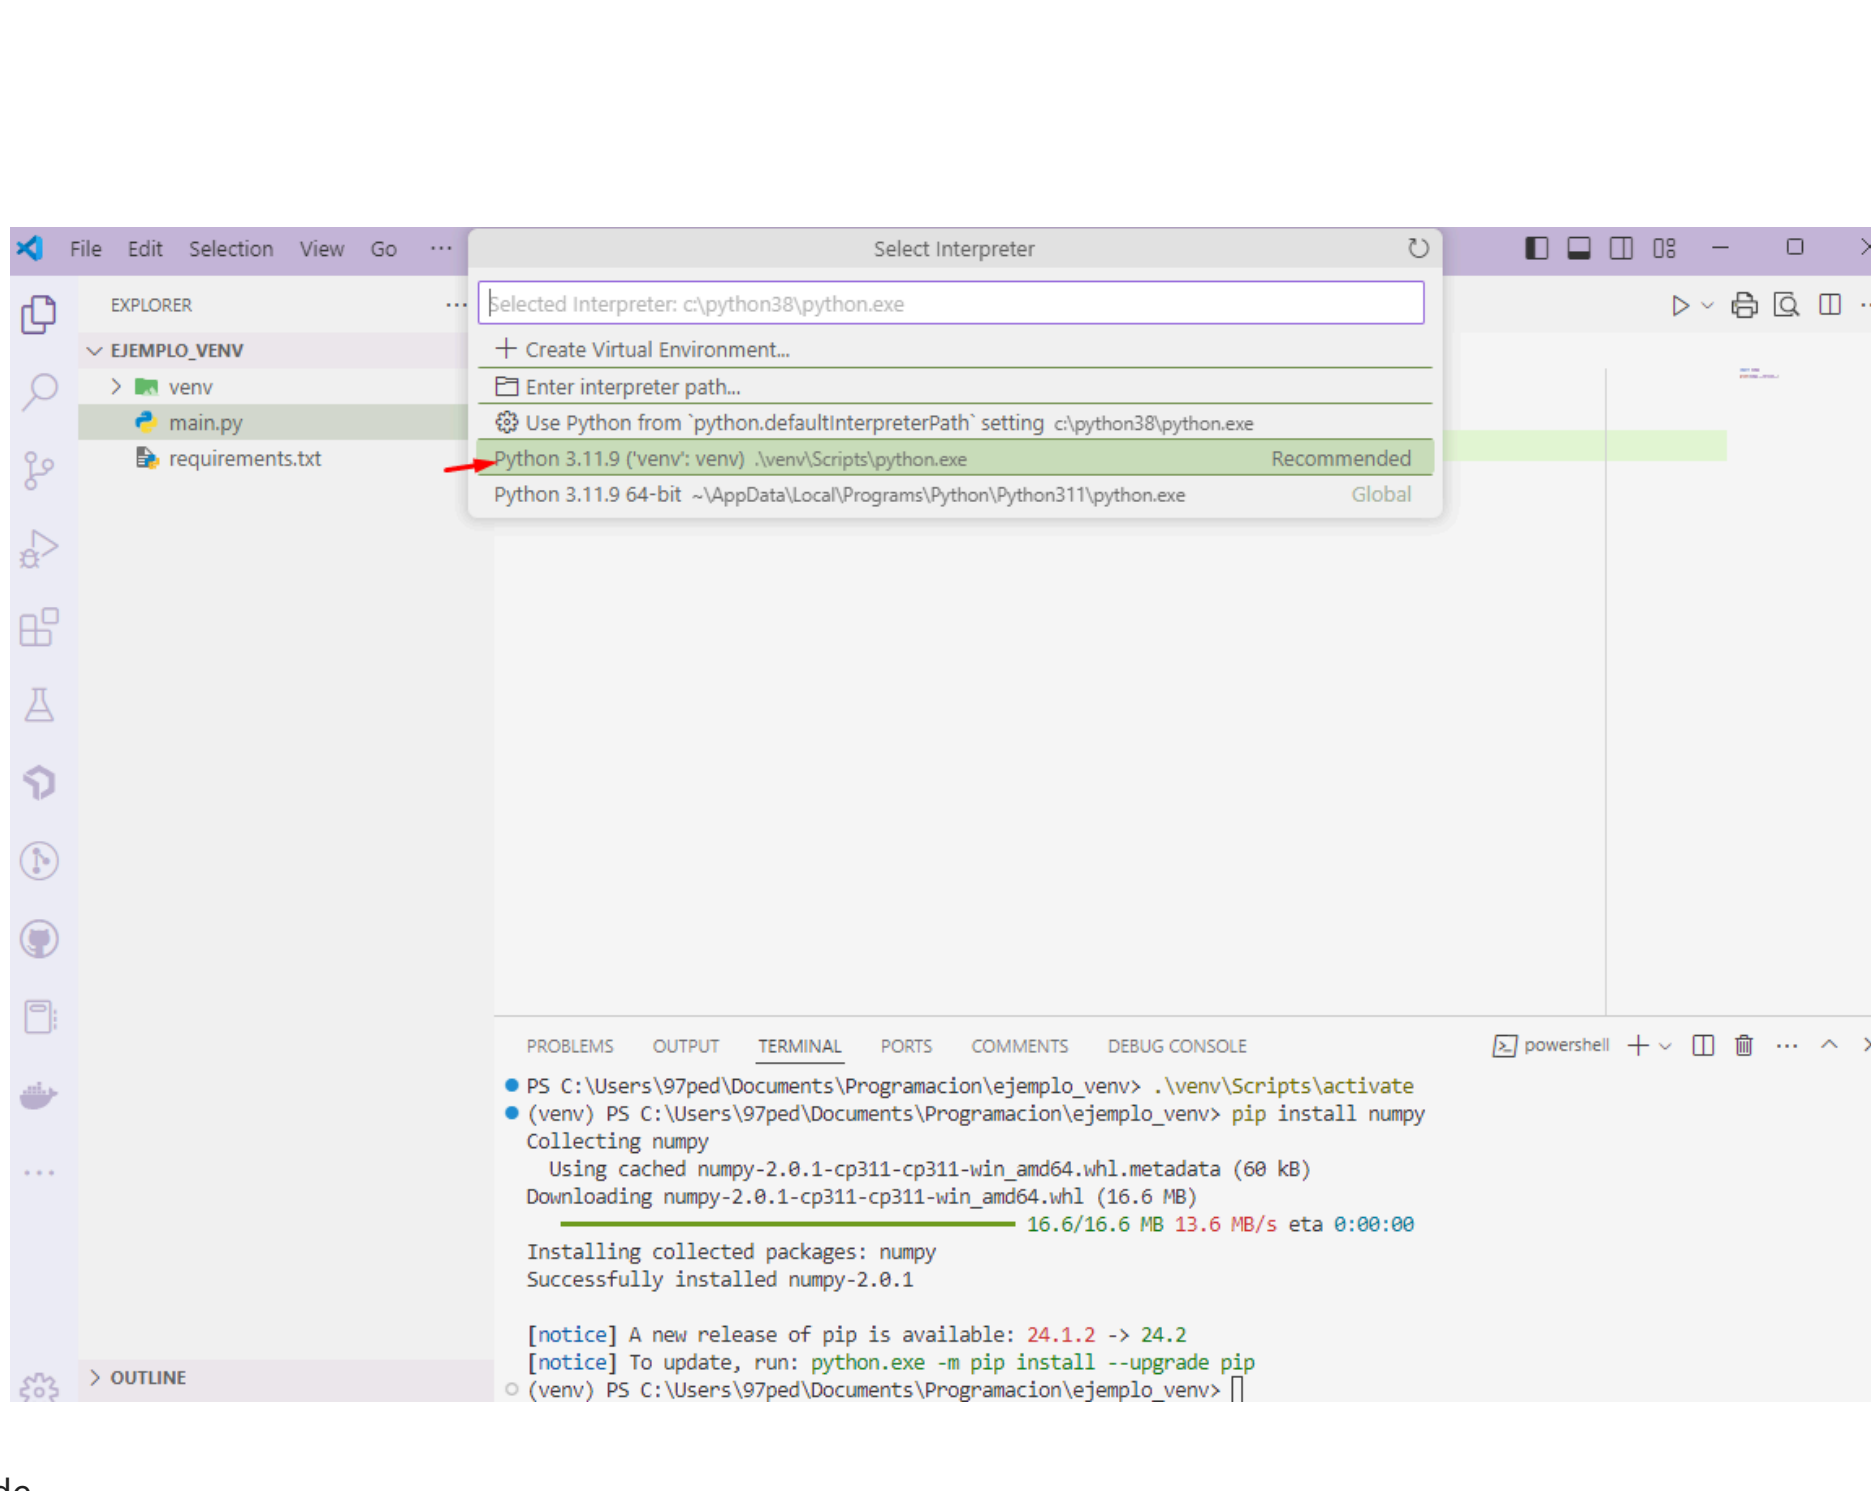 File Edit Selection View Go ...
Select Interpreter
EXPLORER ...
Selected Interpreter: c:\python38\python.exe
EJEMPLO_VENV
Create Virtual Environment...
venv
Enter interpreter path...
main.py
Use Python from `python.defaultInterpreterPath` setting c:\python38\python.exe
requirements.txt
Python 3.11.9 ('venv': venv) .\venv\Scripts\python.exe Recommended
Python 3.11.9 64-bit ~\AppData\Local\Programs\Python\Python311\python.exe Global
PROBLEMS OUTPUT TERMINAL PORTS COMMENTS DEBUG CONSOLE powershell
PS C:\Users\97ped\Documents\Programacion\ejemplo_venv> .\venv\Scripts\activate
(venv) PS C:\Users\97ped\Documents\Programacion\ejemplo_venv> pip install numpy
Collecting numpy
Using cached numpy-2.0.1-cp311-cp311-win_amd64.whl.metadata (60 kB)
Downloading numpy-2.0.1-cp311-cp311-win_amd64.whl (16.6 MB)
16.6/16.6 MB 13.6 MB/s eta 0:00:00
Installing collected packages: numpy
Successfully installed numpy-2.0.1
[notice] A new release of pip is available: 24.1.2 -> 24.2
[notice] To update, run: python.exe -m pip install --upgrade pip
(venv) PS C:\Users\97ped\Documents\Programacion\ejemplo_venv>
OUTLINE